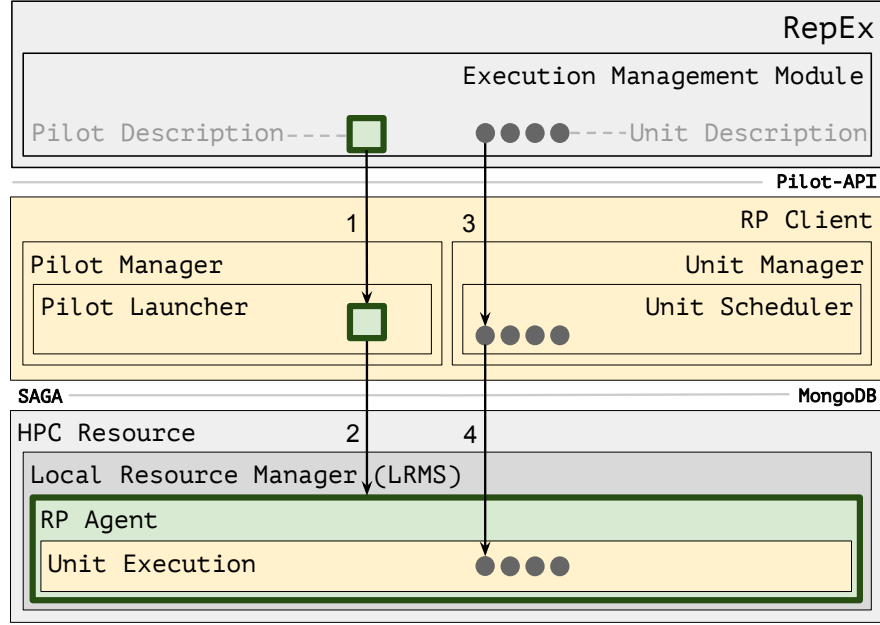 RepEx
Execution Management Module
Pilot Description
Unit Description
Pilot-API
1
3
RP Client
Pilot Manager
Unit Manager
Pilot Launcher
Unit Scheduler
SAGA
MongoDB
HPC Resource
2
4
Local Resource Manager (LRMS)
RP Agent
Unit Execution